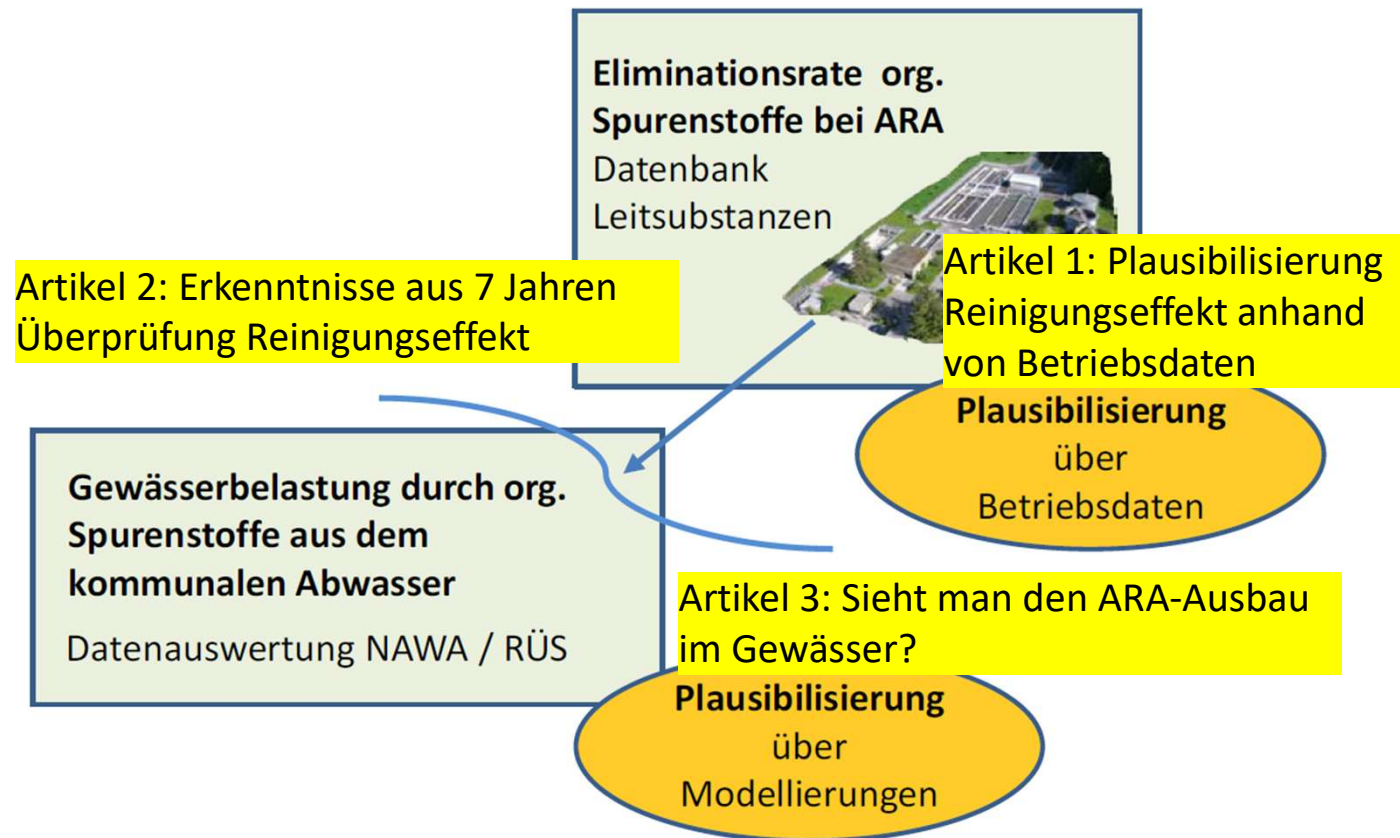 Eliminationsrate org.
Spurenstoffe bei ARA
Datenbank
Leitsubstanzen
Artikel 2: Erkenntnisse aus 7 Jahren
Überprüfung Reinigungseffekt
Artikel 1: Plausibilisierung
Reinigungseffekt anhand
von Betriebsdaten
Plausibilisierung
über
Betriebsdaten
Gewässerbelastung durch org.
Spurenstoffe aus dem
kommunalen Abwasser
Datenauswertung NAWA / RÜS
Artikel 3: Sieht man den ARA-Ausbau
im Gewässer?
Plausibilisierung
über
Modellierungen